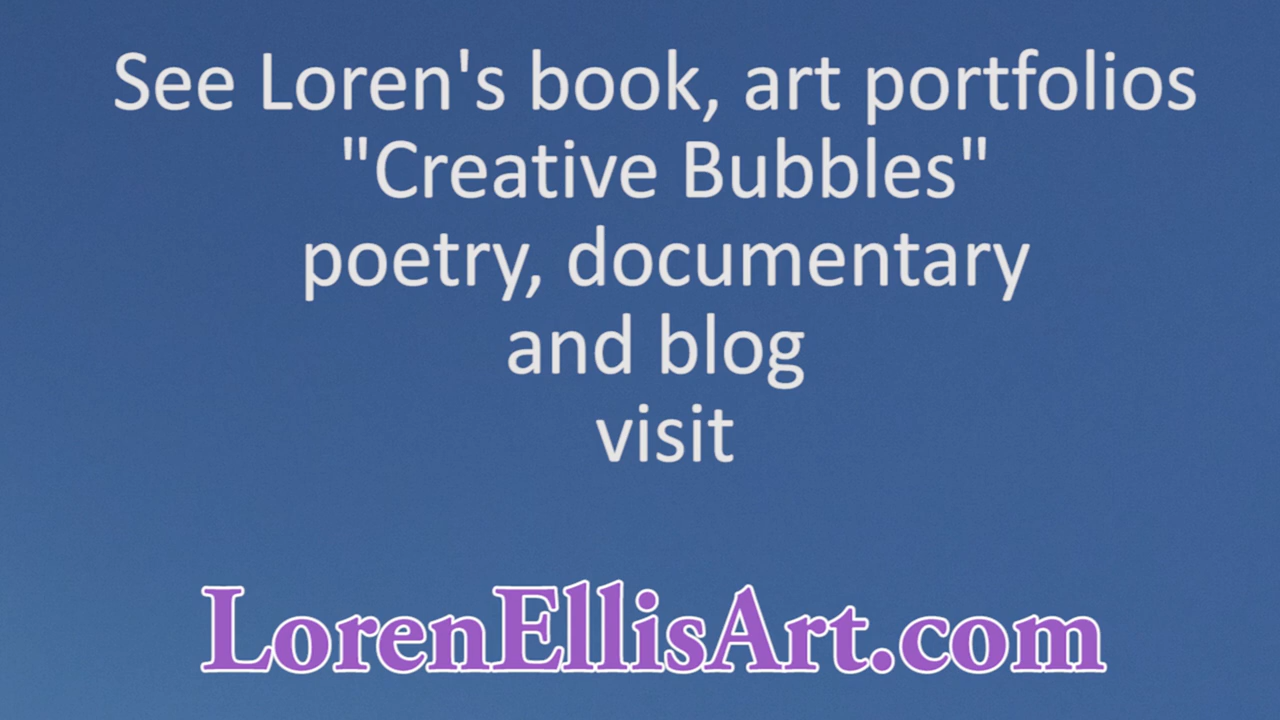 See Loren's book, art portfolios
"Creative Bubbles"
poetry, documentary
and blog
visit
LorenEllisArt.com